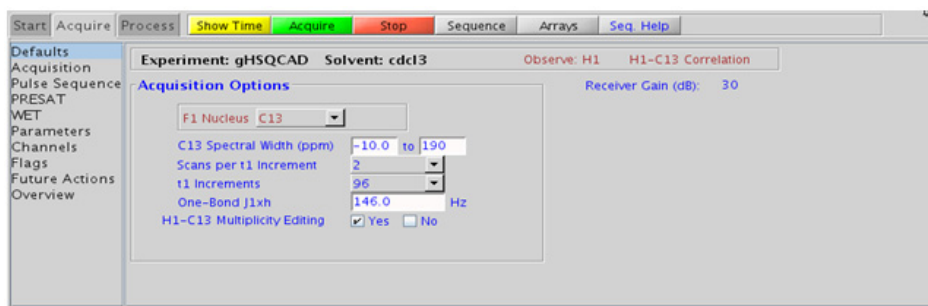 Start Acquire Process Show Time Acquire Stop Sequence Arrays Seq. Help
Defaults
Acquisition
Pulse Sequence
PRESAT
WET
Parameters
Channels
Flags
Future Actions
Overview
Experiment: gHSQCAD Solvent: cdcl3 Observe: H1 H1-C13 Correlation
Acquisition Options Receiver Gain (dB): 30
F1 Nucleus C13
C13 Spectral Width (ppm) -10.0 to 190
Scans per t1 Increment 2
t1 Increments 96
One-Bond J1xh 146.0 Hz
H1-C13 Multiplicity Editing Yes No